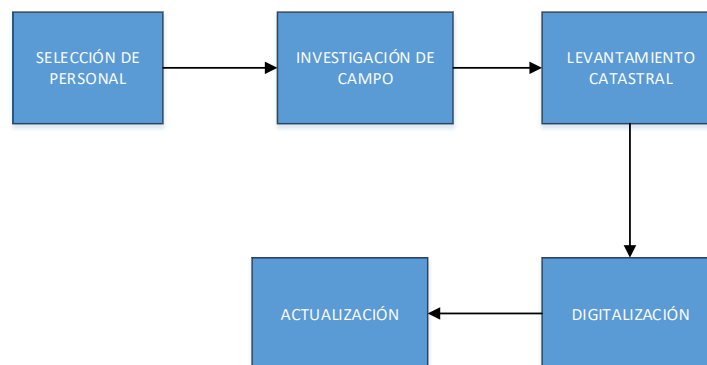 SELECCIÓN DE
PERSONAL
INVESTIGACIÓN DE
CAMPO
LEVANTAMIENTO
CATASTRAL
DIGITALIZACIÓN
ACTUALIZACIÓN